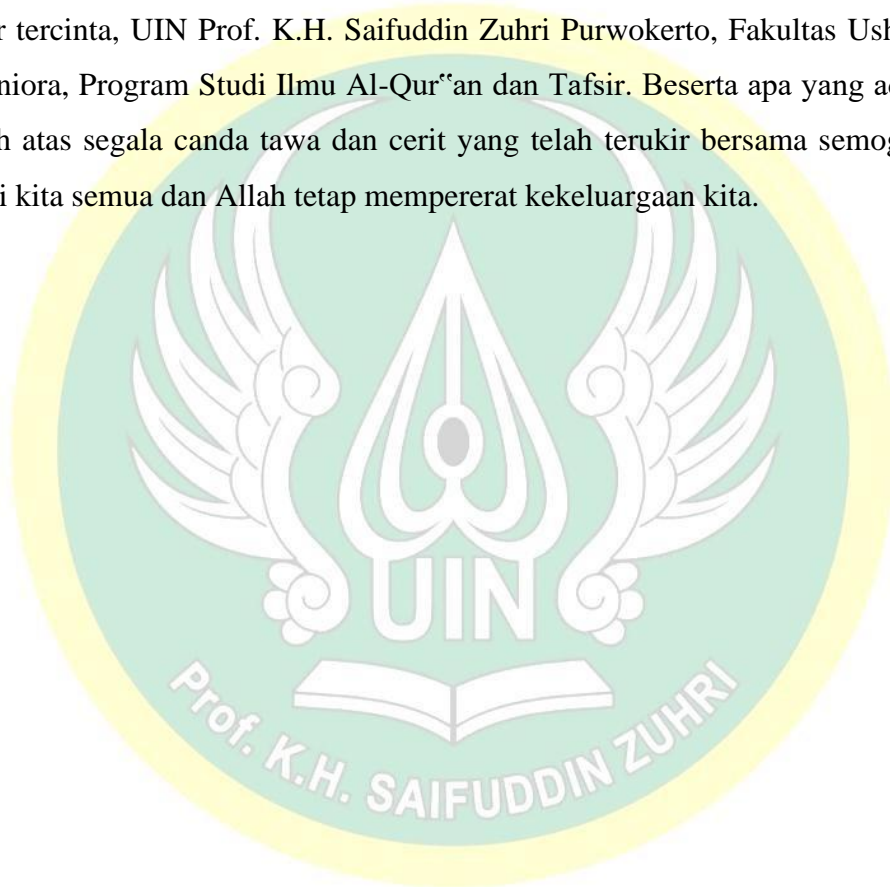 r tercinta, UIN Prof. K.H. Saifuddin Zuhri Purwokerto, Fakultas Ush
niora, Program Studi Ilmu Al-Qur‟an dan Tafsir. Beserta apa yang ad
h atas segala canda tawa dan cerit yang telah terukir bersama semog
i kita semua dan Allah tetap mempererat kekeluargaan kita.
UIN
Prof. K.H. SAIFUDDIN ZUHRI